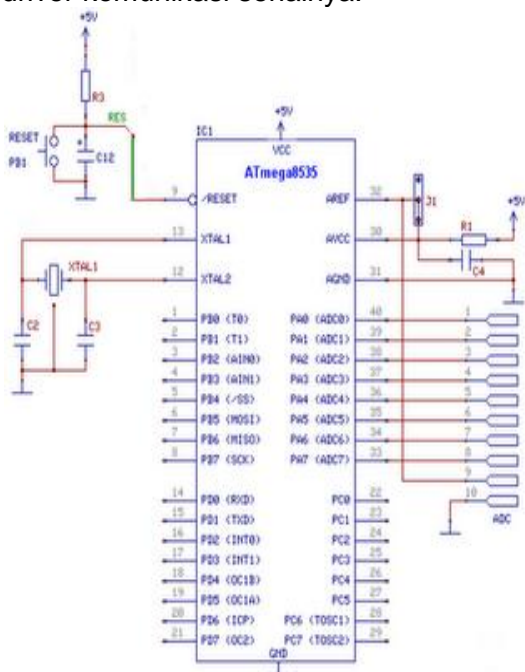 driver komunikasi serialnya.
+5V
R3
RES
RESET
PB1
C12
+5V
IC1
VCC
ATmega8535
9 /RESET AREF 32
J1
+5V
13 XTAL1 AVCC 30
R1
C4
XTAL1
12 XTAL2 AGND 31
C2 C3
1 PB0 (T0) PA0 (ADC0) 40 1
2 PB1 (T1) PA1 (ADC1) 39 2
3 PB2 (AIN0) PA2 (ADC2) 38 3
4 PB3 (AIN1) PA3 (ADC3) 37 4
5 PB4 (/SS) PA4 (ADC4) 36 5
6 PB5 (MOSI) PA5 (ADC5) 35 6
7 PB6 (MISO) PA6 (ADC6) 34 7
8 PB7 (SCK) PA7 (ADC7) 33 8
9
14 PD0 (RXD) PC0 22 10
15 PD1 (TXD) PC1 23 ADC
16 PD2 (INT0) PC2 24
17 PD3 (INT1) PC3 25
18 PD4 (OC1B) PC4 26
19 PD5 (OC1A) PC5 27
20 PD6 (ICP) PC6 (TOSC1) 28
21 PD7 (OC2) PC7 (TOSC2) 29
GND